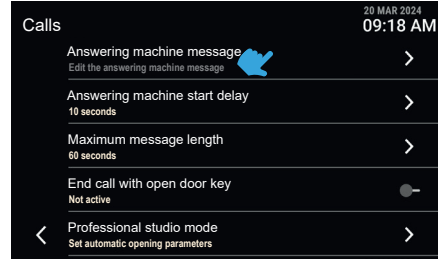 20 MAR 2024
Calls
09:18 AM
Answering machine message
Edit the answering machine message
Answering machine start delay
10 seconds
Maximum message length
60 seconds
End call with open door key
Not active
Professional studio mode
Set automatic opening parameters